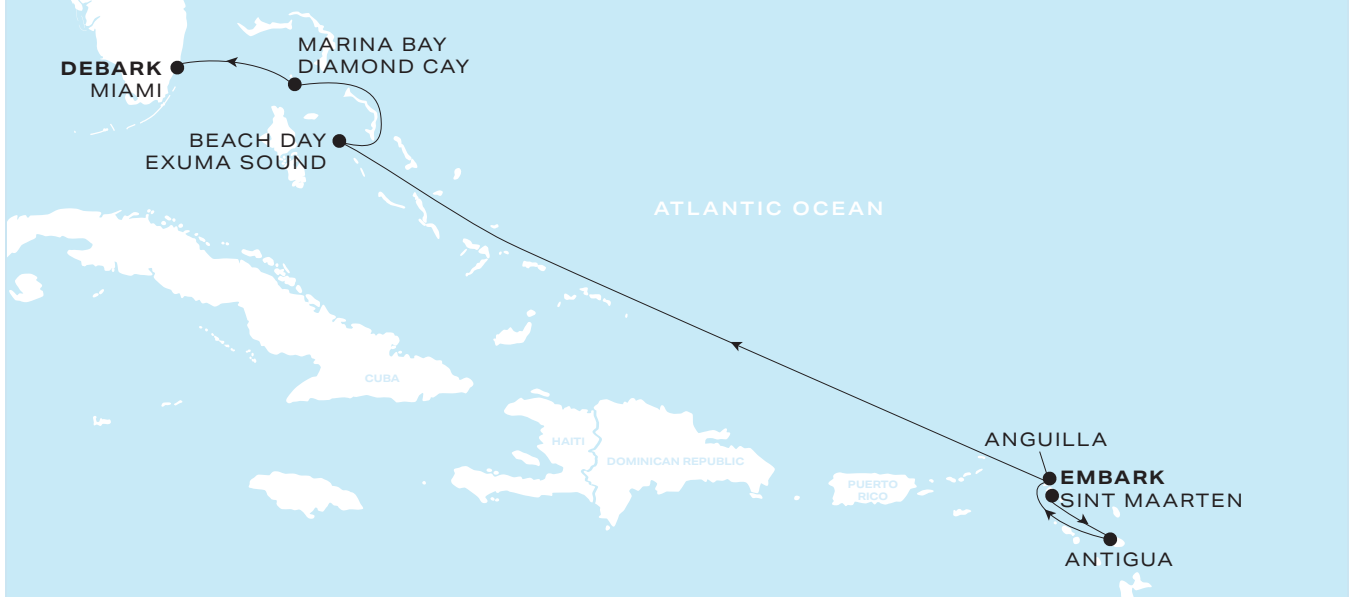 MARINA BAY
DIAMOND CAY
DEBARK
MIAMI
BEACH DAY
EXUMA SOUND
ATLANTIC OCEAN
CUBA
HAITI
DOMINICAN REPUBLIC
PUERTO
RICO
ANGUILLA
EMBARK
SINT MAARTEN
ANTIGUA